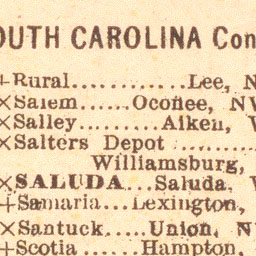 OUTH CAROLINA Con
+Rural............Lee, N
×Salem......Oconee, N
×Salley.........Aiken, W
×Salters Depot ........
Williamsburg,
×SALUDA...Saluda, W
+Samaria...Lexington,
×Santuck.....Union, N
+Scotia......Hampton,